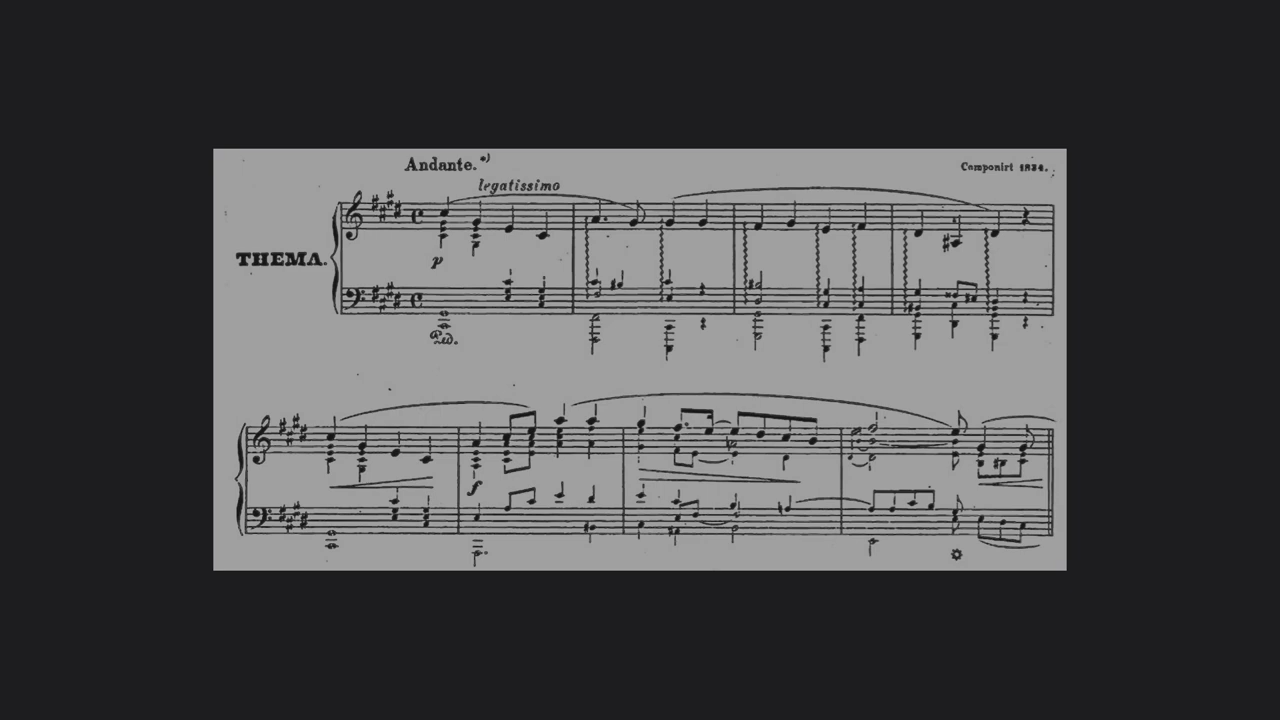 Andante.*)
Componirt 1834.
legatissimo
THEMA.
p
Ped.
f